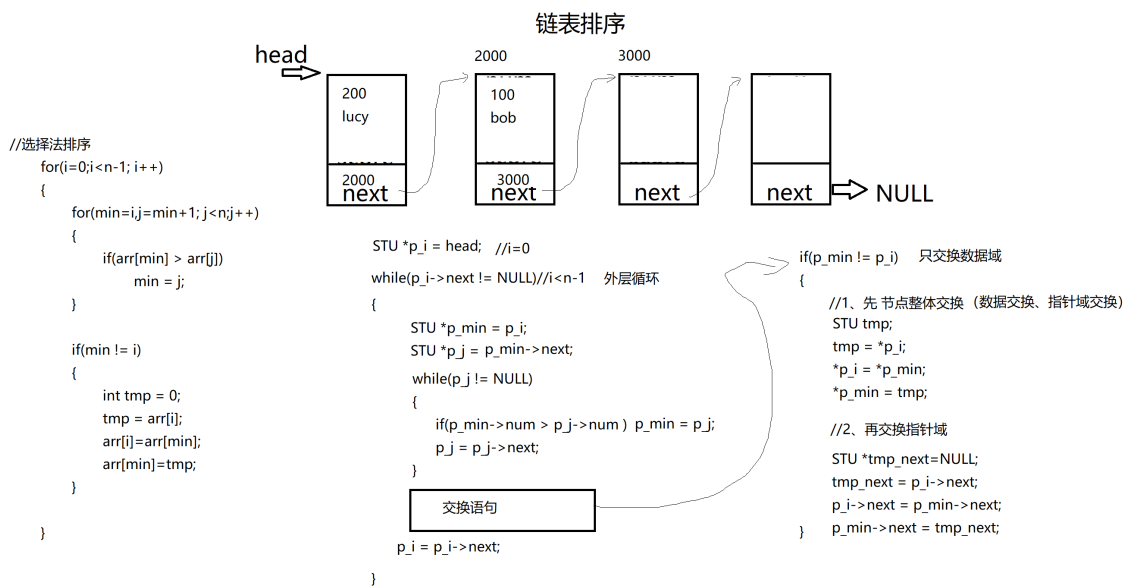 链表排序
head
2000
3000
200
lucy
2000
next
100
bob
3000
next
next
next
NULL
//选择法排序
for(i=0;i<n-1; i++)
{
for(min=i,j=min+1; j<n;j++)
{
if(arr[min] > arr[j])
min = j;
}
if(min != i)
{
int tmp = 0;
tmp = arr[i];
arr[i]=arr[min];
arr[min]=tmp;
}
}
STU *p_i = head; //i=0
while(p_i->next != NULL)//i<n-1 外层循环
{
STU *p_min = p_i;
STU *p_j = p_min->next;
while(p_j != NULL)
{
if(p_min->num > p_j->num ) p_min = p_j;
p_j = p_j->next;
}
交换语句
p_i = p_i->next;
}
if(p_min != p_i) 只交换数据域
{
//1、先 节点整体交换（数据交换、指针域交换）
STU tmp;
tmp = *p_i;
*p_i = *p_min;
*p_min = tmp;
//2、再交换指针域
STU *tmp_next=NULL;
tmp_next = p_i->next;
p_i->next = p_min->next;
p_min->next = tmp_next;
}